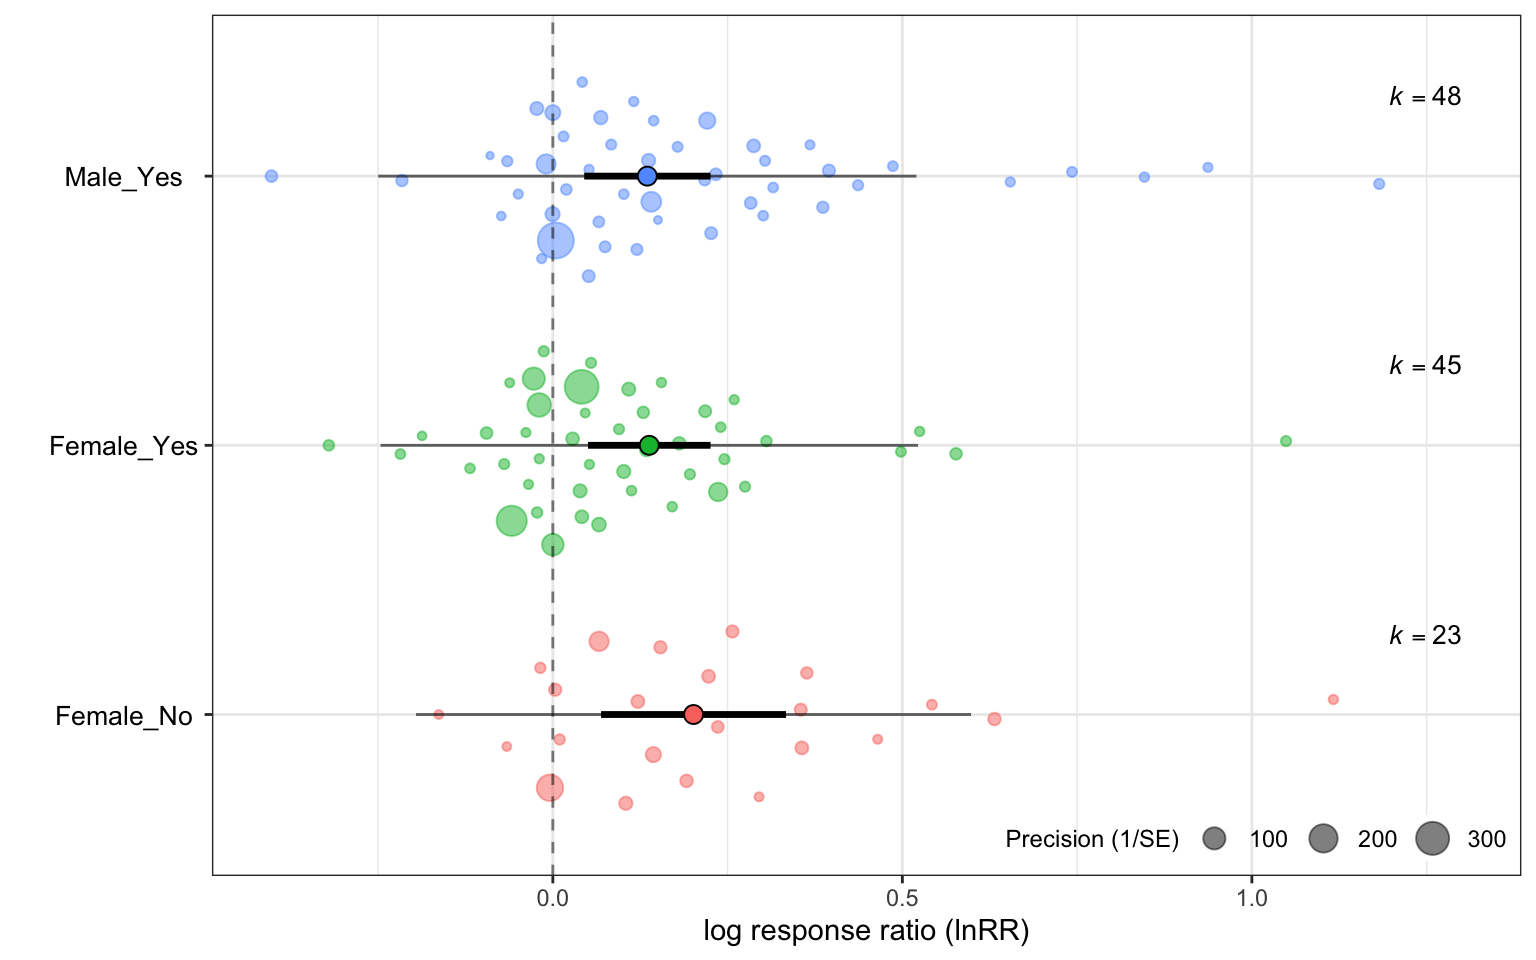 k = 48
Male_Yes
k = 45
Female_Yes
k = 23
Female_No
Precision (1/SE) 100 200 300
0.0 0.5 1.0
log response ratio (lnRR)